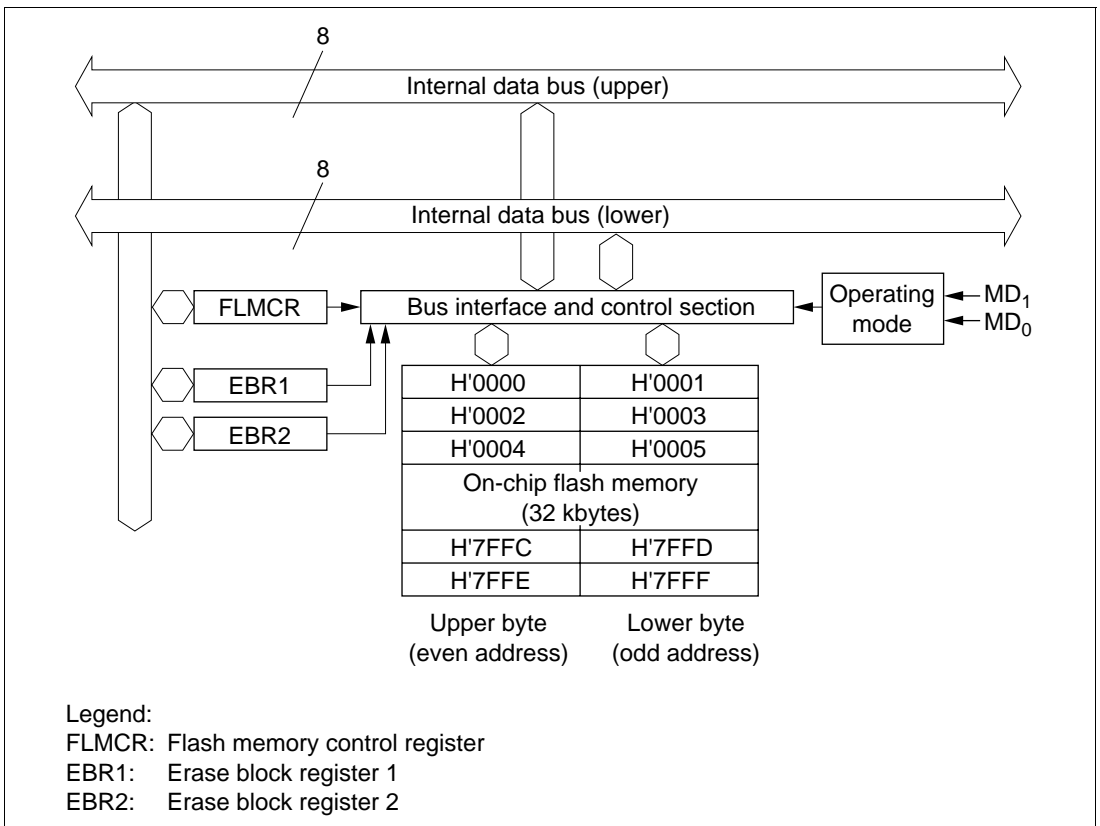 8
Internal data bus (upper)
8
Internal data bus (lower)
FLMCR
Bus interface and control section
Operating
mode
MD1
MD0
EBR1
EBR2
H'0000 H'0001
H'0002 H'0003
H'0004 H'0005
On-chip flash memory
(32 kbytes)
H'7FFC H'7FFD
H'7FFE H'7FFF
Upper byte
(even address)
Lower byte
(odd address)
Legend:
FLMCR: Flash memory control register
EBR1: Erase block register 1
EBR2: Erase block register 2